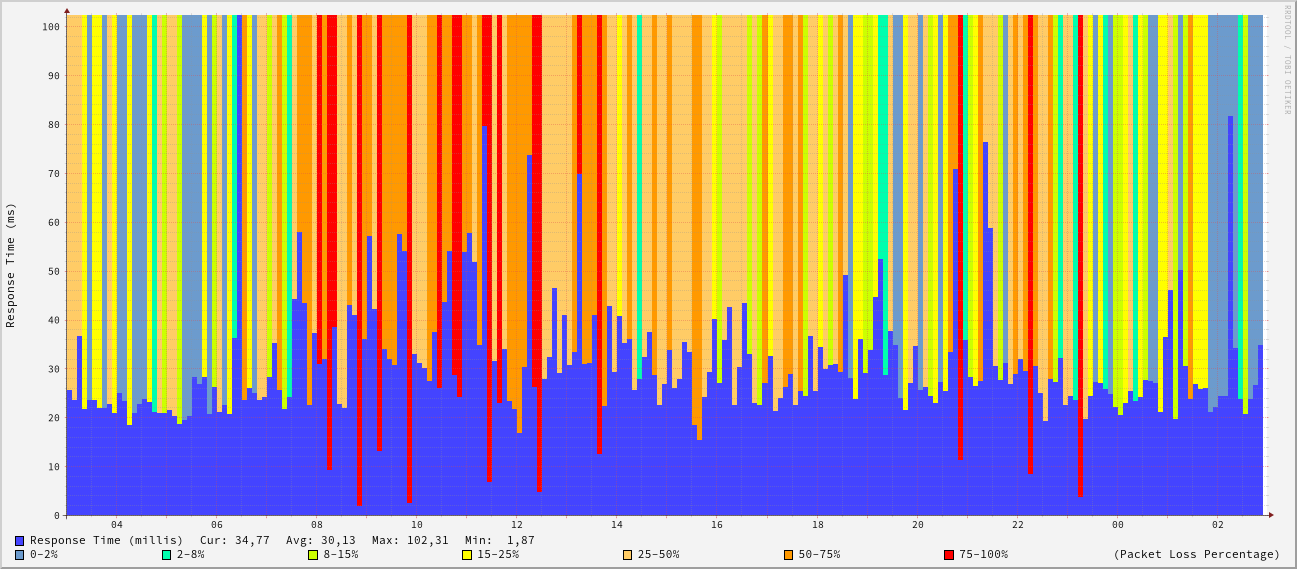 RRDTOOL / TOBI OETIKER
Response Time (ms)
100
90
80
70
60
50
40
30
20
10
0
04 06 08 10 12 14 16 18 20 22 00 02
Response Time (millis) Cur: 34,77 Avg: 30,13 Max: 102,31 Min: 1,87
0-2% 2-8% 8-15% 15-25% 25-50% 50-75% 75-100% (Packet Loss Percentage)